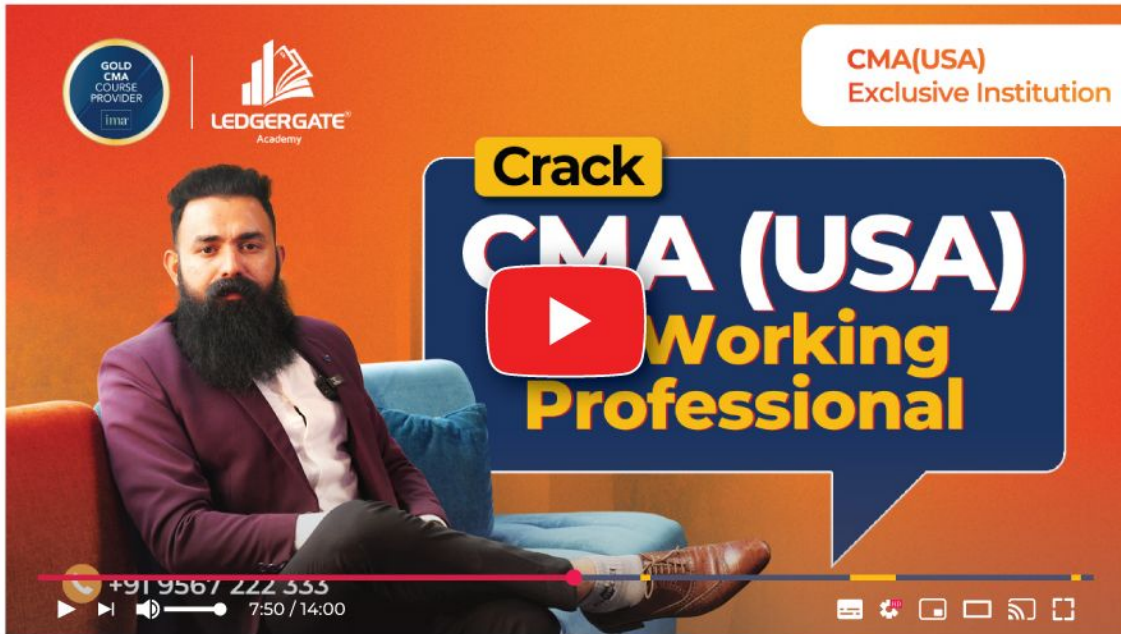 GOLD
CMA
COURSE
PROVIDER
ima
LEDGERGATE®
Academy
CMA(USA)
Exclusive Institution
Crack
CMA (USA)
Working
Professional
+91 9567 222 333
7:50 / 14:00
HD